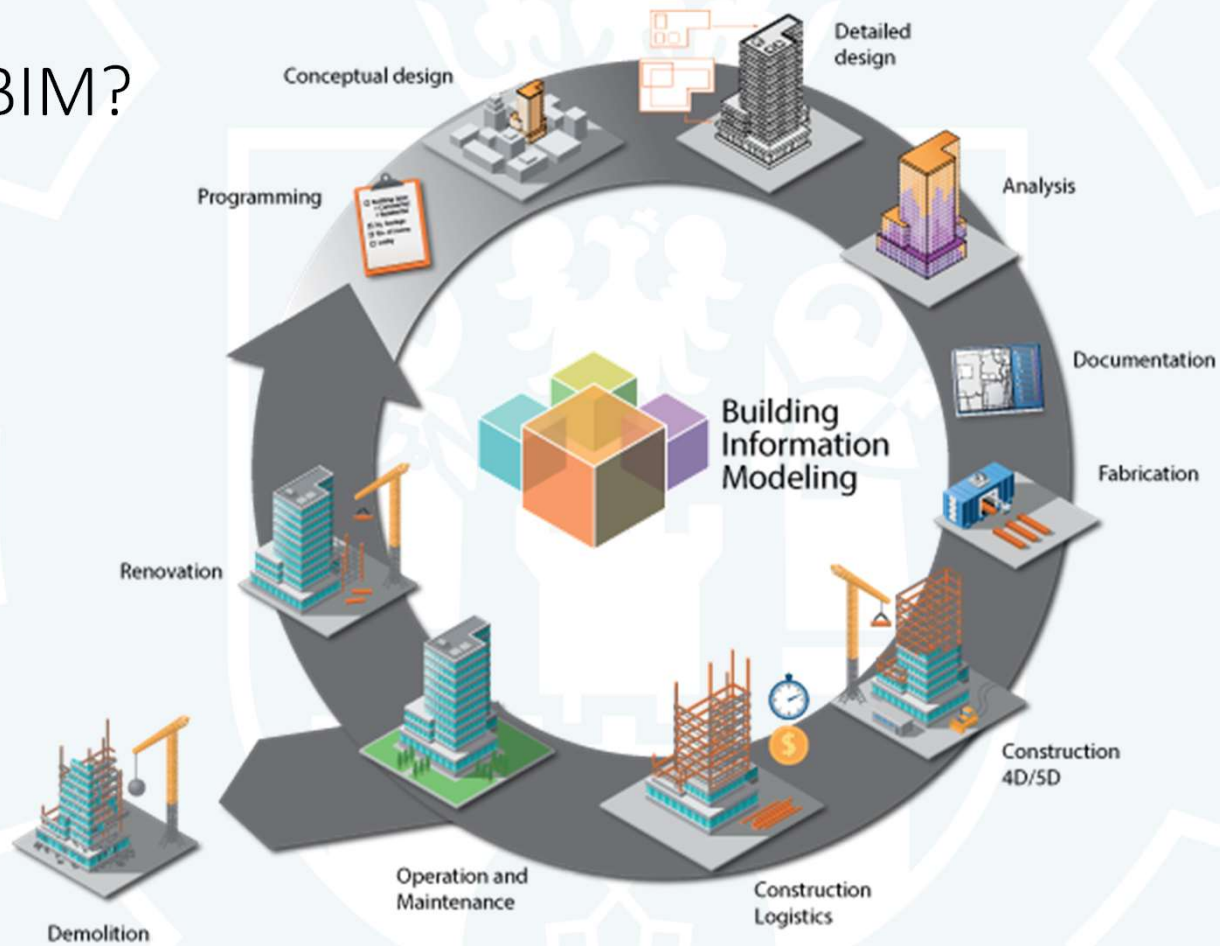 BIM?
Conceptual design
Detailed
design
Programming
Analysis
Documentation
Building
Information
Modeling
Fabrication
Renovation
Construction
4D/5D
$
Operation and
Maintenance
Construction
Logistics
Demolition